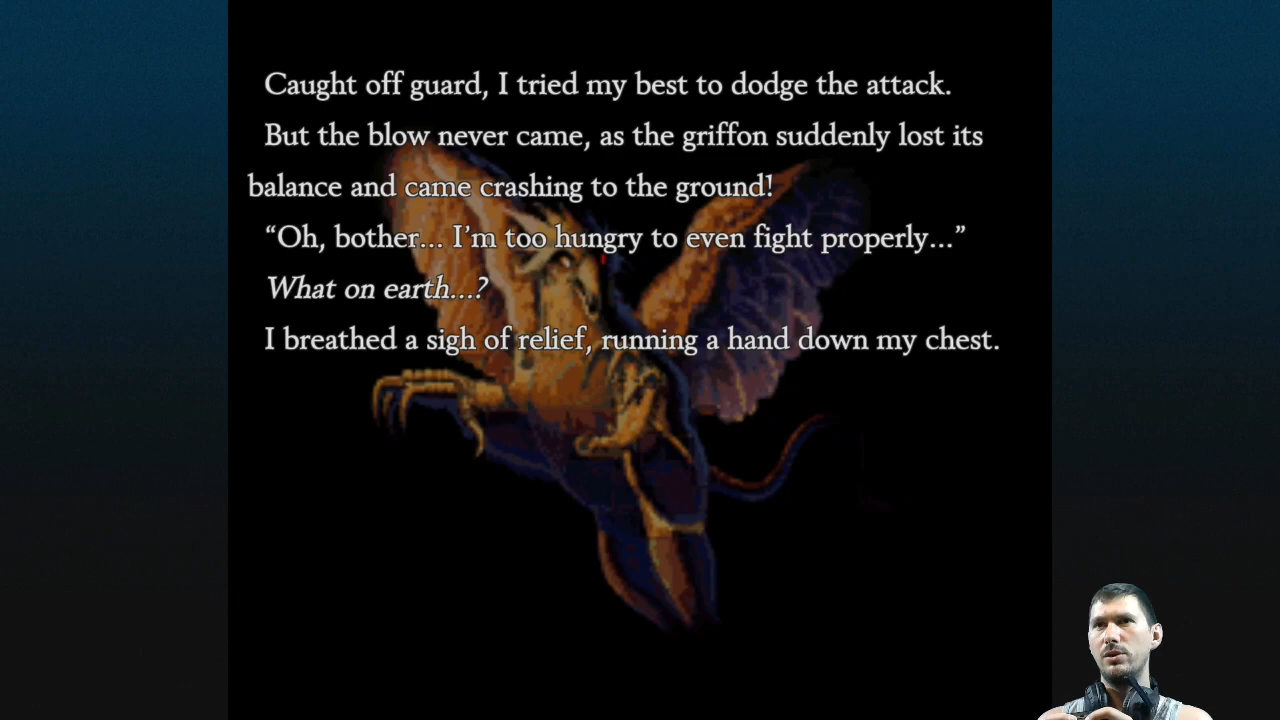 Caught off guard, I tried my best to dodge the attack.
But the blow never came, as the griffon suddenly lost its
balance and came crashing to the ground!
“Oh, bother... I’m too hungry to even fight properly...”
What on earth...?
I breathed a sigh of relief, running a hand down my chest.